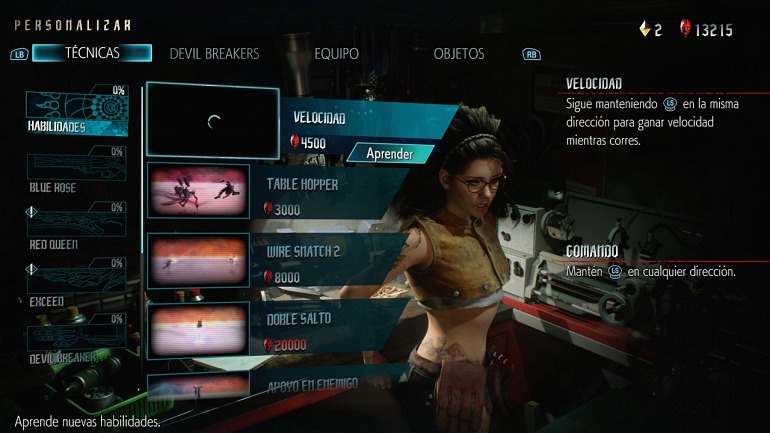 PERSONALIZAR
2 13215
LB TÉCNICAS DEVIL BREAKERS EQUIPO OBJETOS RB
0%
HABILIDADES
0%
BLUE ROSE
0%
RED QUEEN
0%
EXCEED
0%
DEVIL BREAKER
VELOCIDAD
4500
Aprender
TABLE HOPPER
3000
WIRE SNATCH 2
8000
DOBLE SALTO
20000
APOYO EN ENEMIGO
VELOCIDAD
Sigue manteniendo LS en la misma
dirección para ganar velocidad
mientras corres.
COMANDO
Mantén LS en cualquier dirección.
Aprende nuevas habilidades.